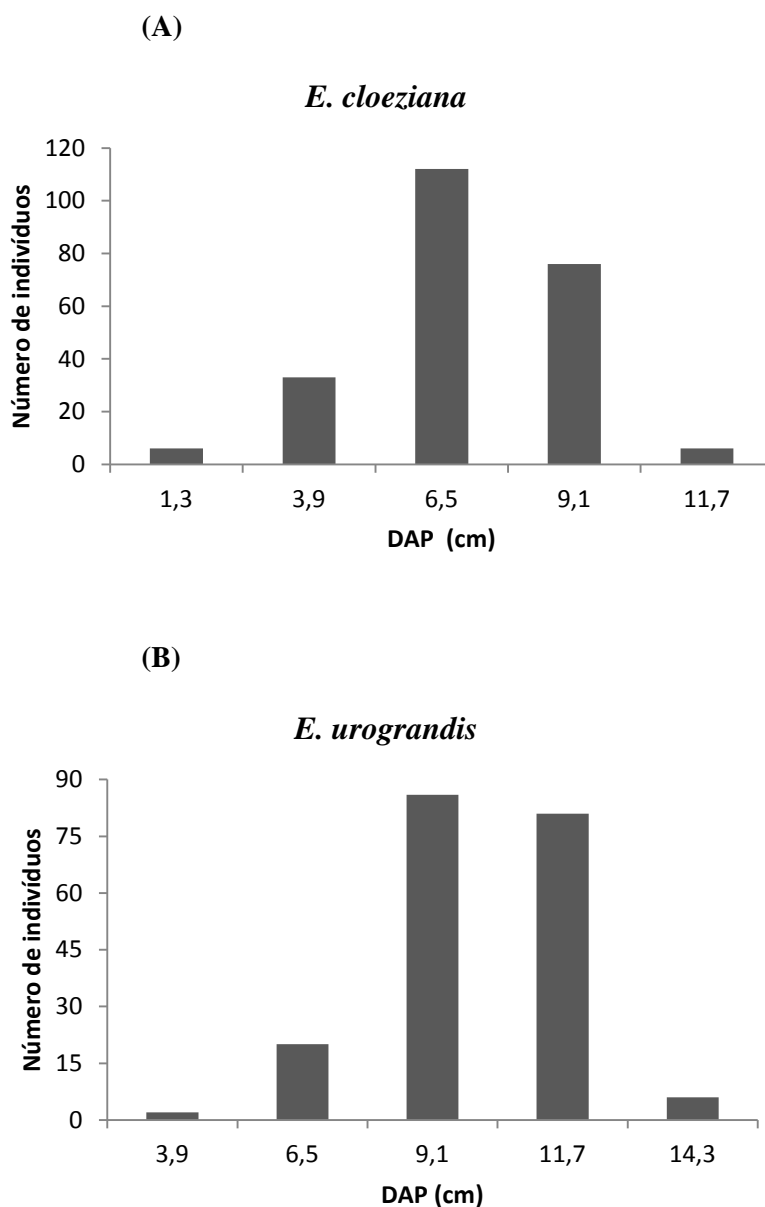 (A)
E. cloeziana
Número de indivíduos
120
100
80
60
40
20
0
1,3 3,9 6,5 9,1 11,7
DAP (cm)
(B)
E. urograndis
Número de indivíduos
90
75
60
45
30
15
0
3,9 6,5 9,1 11,7 14,3
DAP (cm)